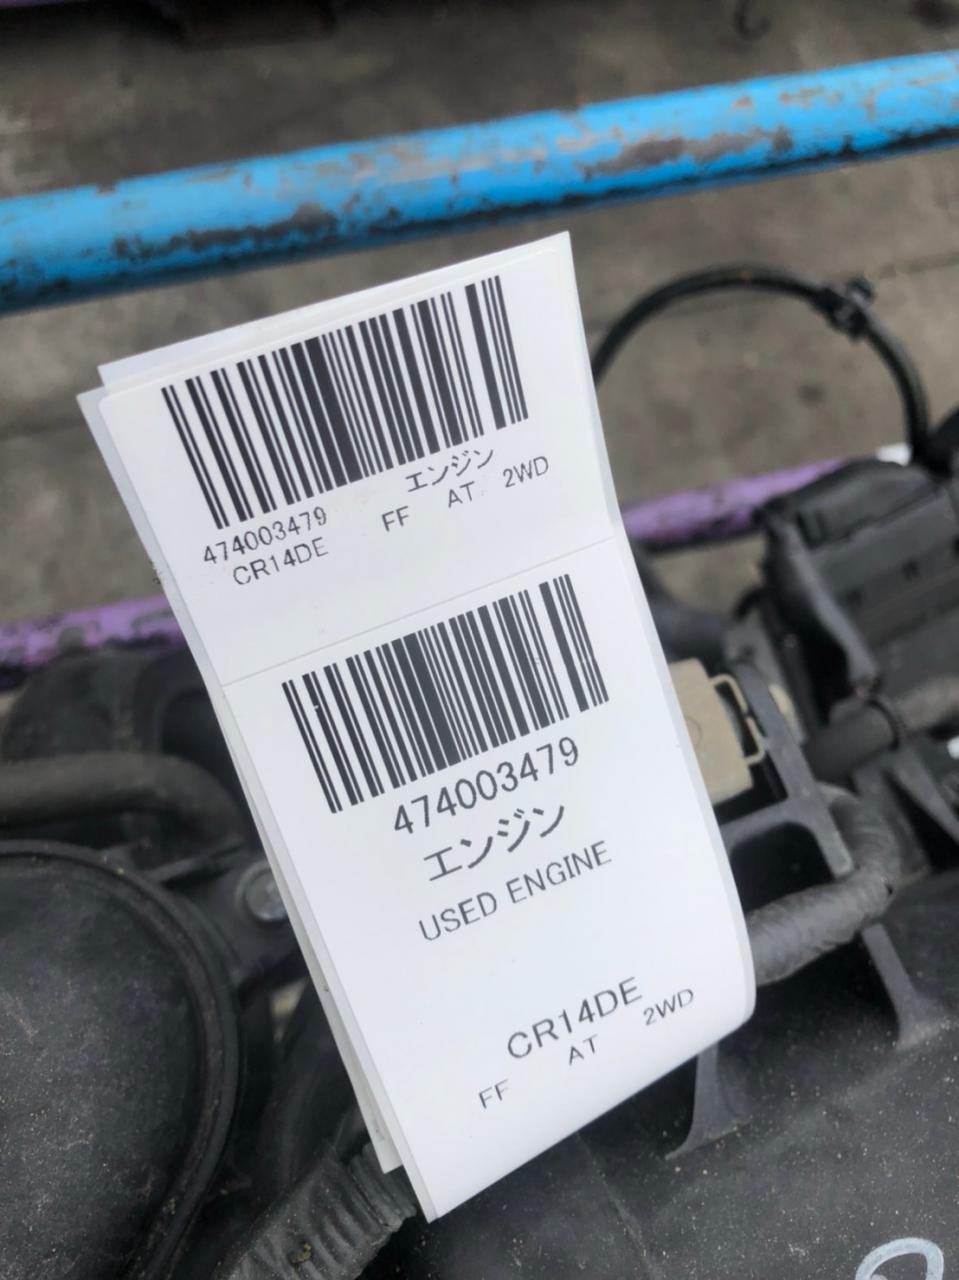 474003479 エンジン
CR14DE FF AT 2WD
474003479
エンジン
USED ENGINE
CR14DE
FF AT 2WD